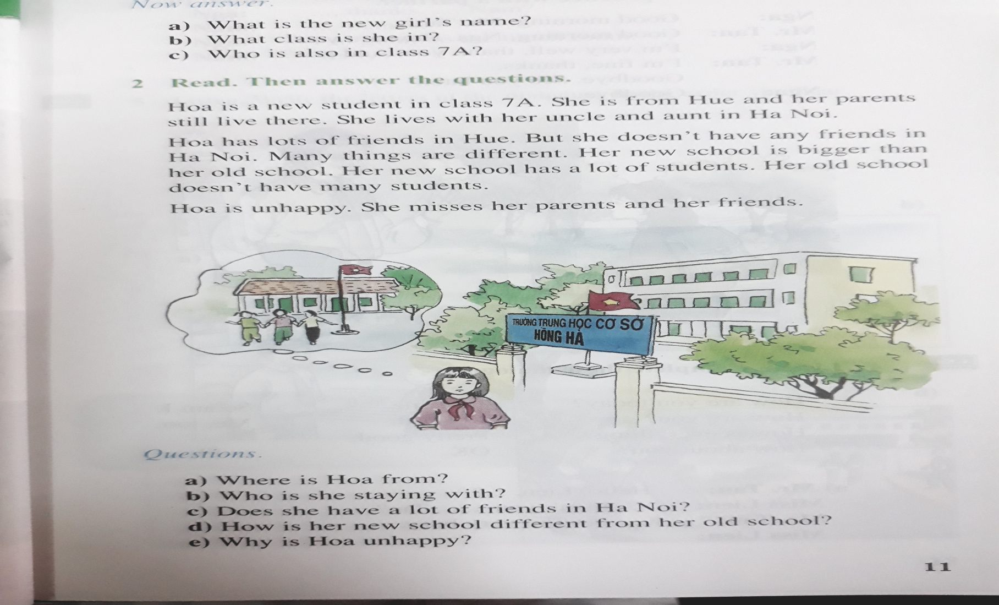 Now answer.
a) What is the new girl's name?
b) What class is she in?
c) Who is also in class 7A?
2 Read. Then answer the questions.
Hoa is a new student in class 7A. She is from Hue and her parents
still live there. She lives with her uncle and aunt in Ha Noi.
Hoa has lots of friends in Hue. But she doesn't have any friends in
Ha Noi. Many things are different. Her new school is bigger than
her old school. Her new school has a lot of students. Her old school
doesn't have many students.
Hoa is unhappy. She misses her parents and her friends.
TRƯỜNG TRUNG HỌC CƠ SỞ
HỒNG HÀ
Questions.
a) Where is Hoa from?
b) Who is she staying with?
c) Does she have a lot of friends in Ha Noi?
d) How is her new school different from her old school?
e) Why is Hoa unhappy?
11